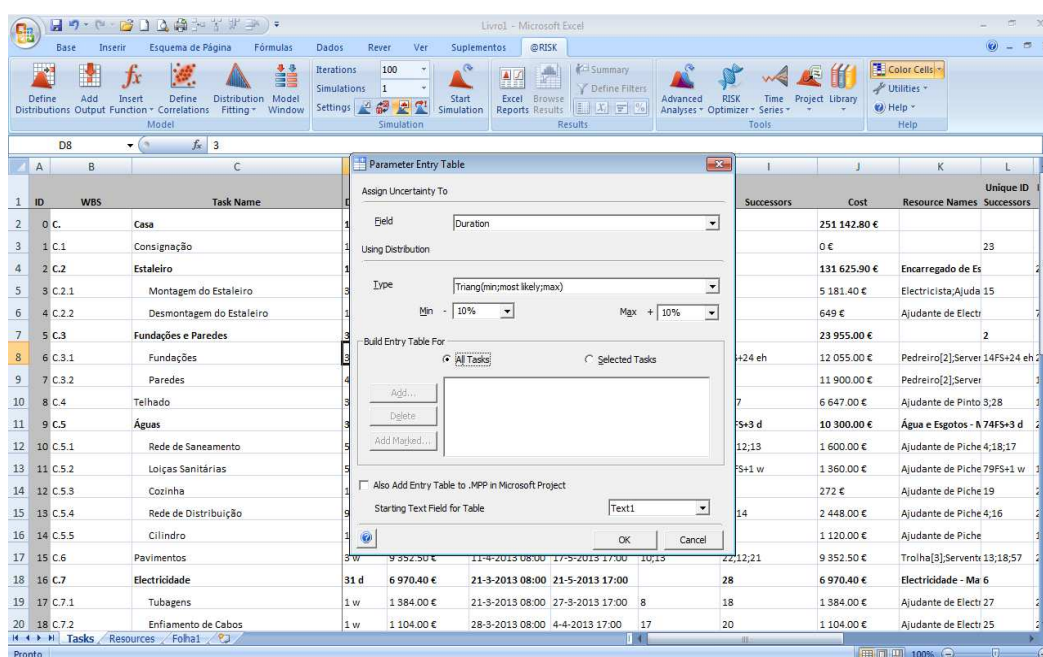 Livro1 - Microsoft Excel
Base Inserir Esquema de Página Fórmulas Dados Rever Ver Suplementos @RISK
Define Distributions
Add Output
Insert Function
Define Correlations
Distribution Fitting
Model Window
Model
Iterations 100
Simulations 1
Settings
Start Simulation
Simulation
Excel Reports
Browse Results
Summary
Define Filters
Results
Advanced Analyses
RISK Optimizer
Time Series
Project
Library
Tools
Color Cells
Utilities
Help
Help
D8 fx 3
A B C I J K L
1 ID WBS Task Name Successors Cost Resource Names Unique ID Successors
2 0 C. Casa 1 251 142.80 €
3 1 C.1 Consignação 1 0 € 23
4 2 C.2 Estaleiro 1 131 625.90 € Encarregado de Es
5 3 C.2.1 Montagem do Estaleiro 3 5 181.40 € Electricista;Ajuda 15
6 4 C.2.2 Desmontagem do Estaleiro 1 649 € Ajudante de Electr
7 5 C.3 Fundações e Paredes 3 23 955.00 € 2
8 6 C.3.1 Fundações 3 +24 eh 12 055.00 € Pedreiro[2];Server 14FS+24 eh 2
9 7 C.3.2 Paredes 4 11 900.00 € Pedreiro[2];Server
10 8 C.4 Telhado 3 7 6 647.00 € Ajudante de Pinto 3;28
11 9 C.5 Águas 3 FS+3 d 10 300.00 € Água e Esgotos - N 74FS+3 d
12 10 C.5.1 Rede de Saneamento 5 12;13 1 600.00 € Ajudante de Piche 4;18;17
13 11 C.5.2 Loiças Sanitárias 5 FS+1 w 1 360.00 € Ajudante de Piche 79FS+1 w
14 12 C.5.3 Cozinha 1 272 € Ajudante de Piche 19
15 13 C.5.4 Rede de Distribuição 9 14 2 448.00 € Ajudante de Piche 4;16
16 14 C.5.5 Cilindro 1 1 120.00 € Ajudante de Piche
17 15 C.6 Pavimentos 3 w 9 352.50 € 11-4-2013 08:00 17-5-2013 17:00 10;13 22;12;21 9 352.50 € Trolha[3];Servente 13;18;57
18 16 C.7 Electricidade 31 d 6 970.40 € 21-3-2013 08:00 21-5-2013 17:00 28 6 970.40 € Electricidade - Ma 6
19 17 C.7.1 Tubagens 1 w 1 384.00 € 21-3-2013 08:00 27-3-2013 17:00 8 18 1 384.00 € Ajudante de Electr 27
20 18 C.7.2 Enfiamento de Cabos 1 w 1 104.00 € 28-3-2013 08:00 4-4-2013 17:00 17 20 1 104.00 € Ajudante de Electr 25
Parameter Entry Table
Assign Uncertainty To
Field Duration
Using Distribution
Type Triang(min;most likely;max)
Min - 10% Max + 10%
Build Entry Table For
All Tasks Selected Tasks
Add...
Delete
Add Marked...
Also Add Entry Table to .MPP in Microsoft Project
Starting Text Field for Table Text1
OK Cancel
Tasks Resources Folha1
Pronto 100%